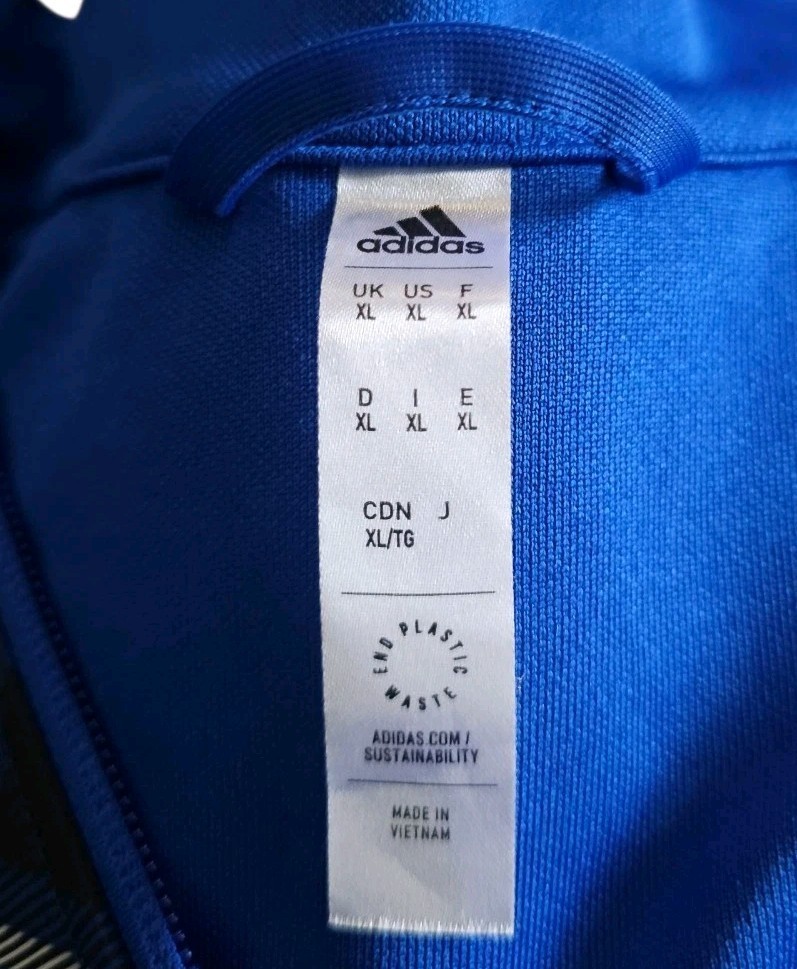 adidas
UK US F
XL XL XL
D I E
XL XL XL
CDN J
XL/TG
END PLASTIC WASTE
ADIDAS.COM/
SUSTAINABILITY
MADE IN
VIETNAM